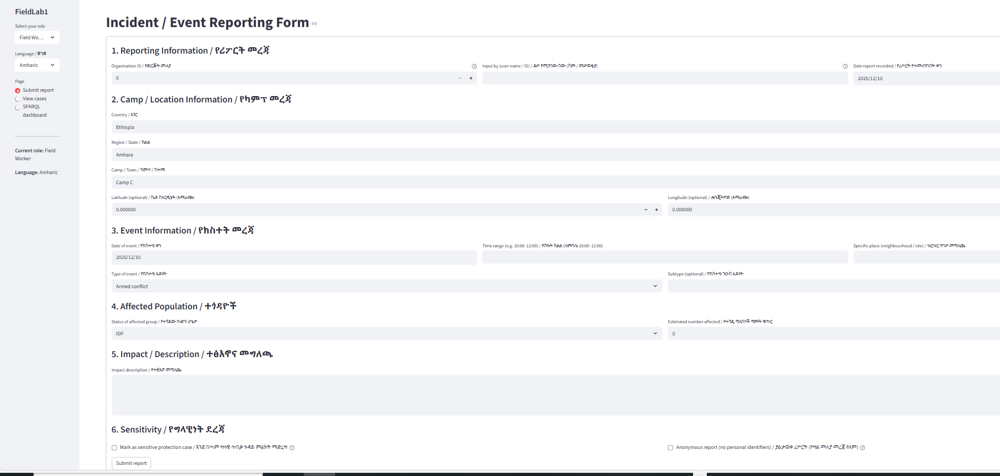 FieldLab1
Select your role
Field Wo...
Language / ቋንቋ
Amharic
Page
Submit report
View cases
SPARQL
dashboard
Current role: Field
Worker
Language: Amharic
Incident / Event Reporting Form
1. Reporting Information / የሪፖርት መረጃ
Organisation ID / የድርጅት መለያ
Input by (user name / ID) / ዳታ የሚገባው ሰው (ስም / መታወቂያ)
Date report recorded / የሪፖርት የተመዘገበበት ቀን
0
2025/12/10
2. Camp / Location Information / የካምፕ መረጃ
Country / አገር
Ethiopia
Region / State / ክልል
Amhara
Camp / Town / ካምፕ / ከተማ
Camp C
Latitude (optional) / ኬይ ኮኦርዲኔት (አማራጭ)
Longitude (optional) / ሎንጂትዮድ (አማራጭ)
0.000000
0.000000
3. Event Information / የክስተት መረጃ
Date of event / የክስተቱ ቀን
Time range (e.g. 10:00–12:00) / የሰዓት ክልል (ለምሳሌ 10:00–12:00)
Specific place (neighbourhood / site) / ዝርዝር የቦታ መግለጫ
2025/12/10
Type of event / የክስተቱ አይነት
Subtype (optional) / የክስተቱ ንዑስ አይነት
Armed conflict
4. Affected Population / ተጎዳዮች
Status of affected group / የተጎዳው ቡድን ሁኔታ
Estimated number affected / የተጎዱ ግለሰቦች ግምት ቁጥር
IDP
0
5. Impact / Description / ተፅእኖና መግለጫ
Impact description / የተፅእኖ መግለጫ
6. Sensitivity / የግላዊነት ደረጃ
Mark as sensitive protection case / እንደ በጣም ግላዊ ጥበቃ ጉዳይ ምልክት ማድረግ
Anonymous report (no personal identifiers) / ያልታወቀ ሪፖርት (የግል መለያ መረጃ የለም)
Submit report